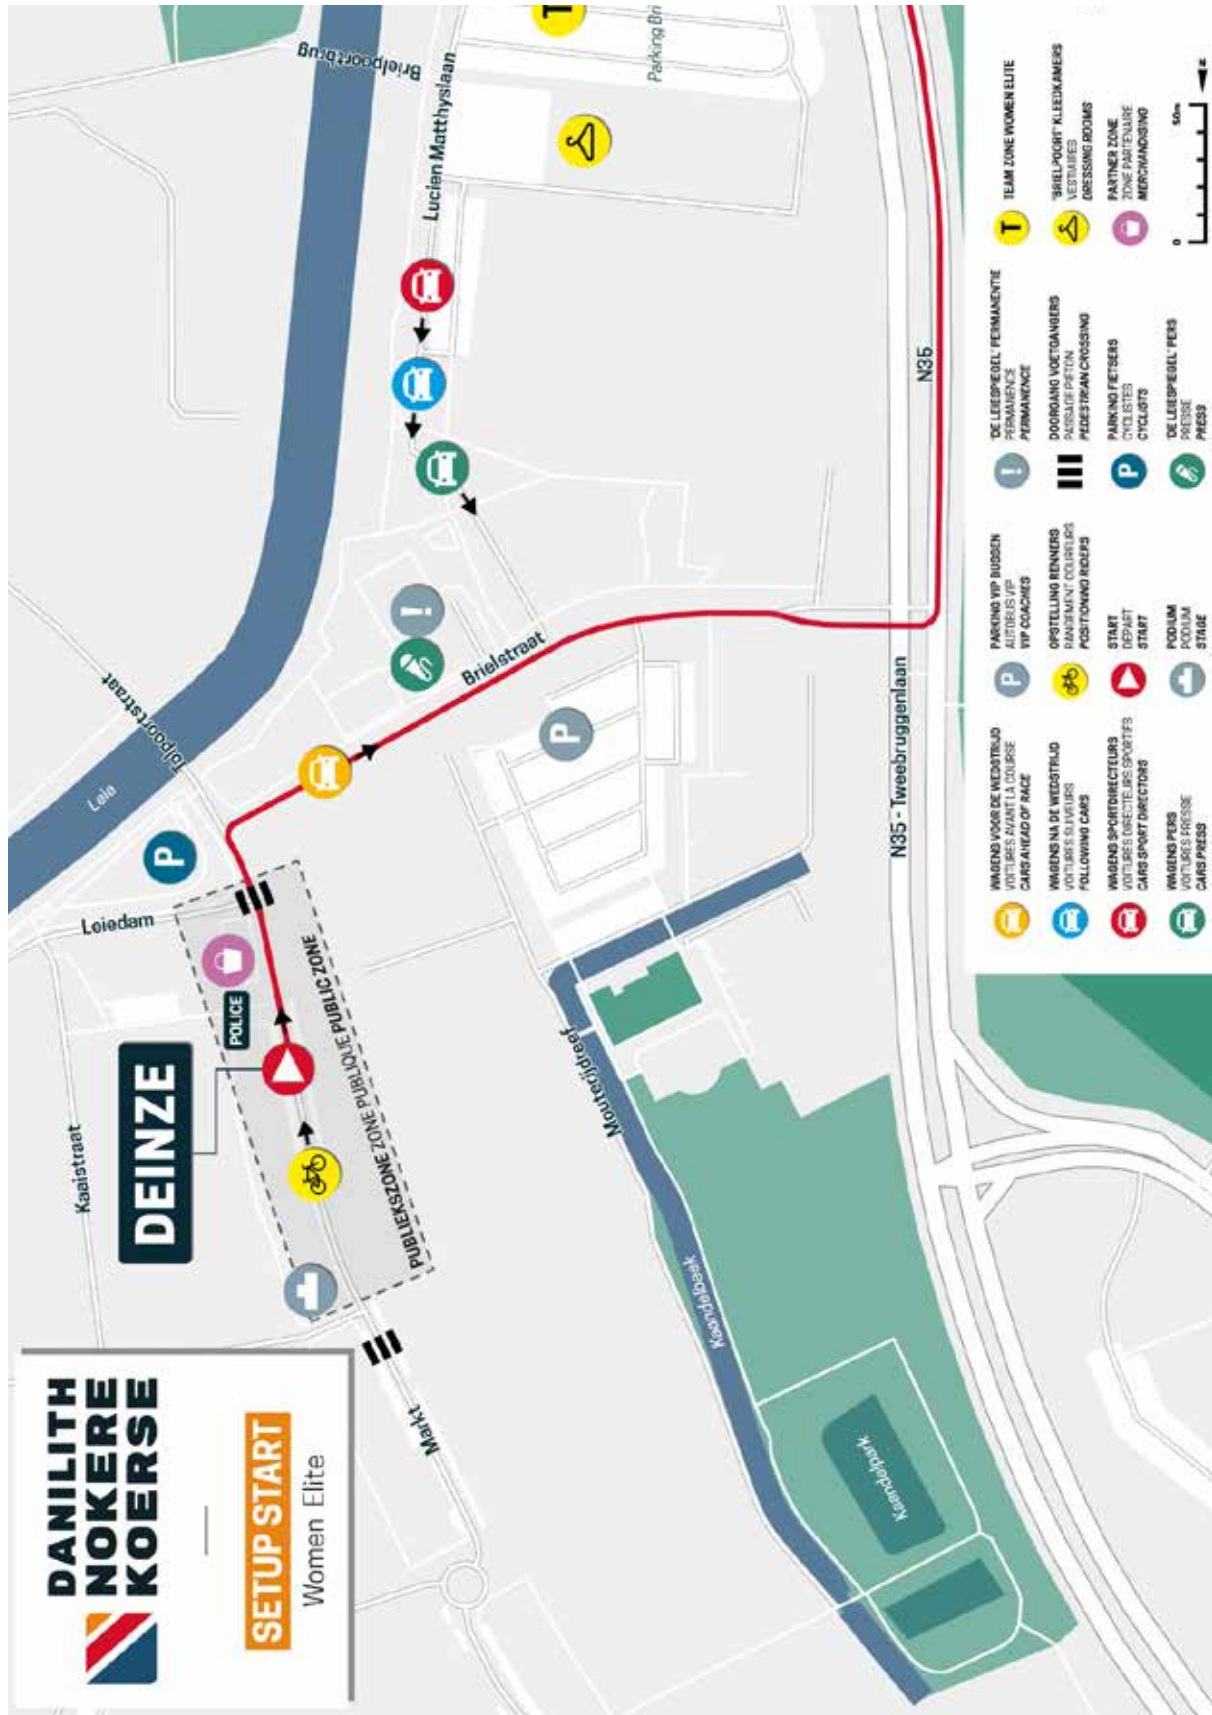 DANILITH
NOKERE
KOERSE
SETUP START
Women Elite
DEINZE
Kaaistraat
Leiedam
POLICE
PUBLIEKSZONE ZONE PUBLIQUE PUBLIC ZONE
Markt
Leie
Tolpoortstraat
Brielpoortbrug
Lucien Matthyslaan
Parking Bri
T
P
Brielstraat
P
Mouterijdreef
Kaandelbeek
Kaandelpark
N35 - Tweebruggenlaan
N35
WAGENS VOOR DE WEDSTRIJD
VOITURES AVANT LA COURSE
CARS AHEAD OF RACE
WAGENS NA DE WEDSTRIJD
VOITURES SUIVEURS
FOLLOWING CARS
WAGENS SPORTDIRECTEURS
VOITURES DIRECTEURS SPORTIFS
CARS SPORT DIRECTORS
WAGENS PERS
VOITURES PRESSE
CARS PRESS
P
PARKING VIP BUSSEN
AUTOBUS VIP
VIP COACHES
OPSTELLING RENNERS
RANGEMENT COUREURS
POSITIONING RIDERS
START
DEPART
START
PODIUM
PODIUM
STAGE
'DE LEIESPIEGEL' PERMANENTIE
PERMANENCE
PERMANENCE
DOORGANG VOETGANGERS
PASSAGE PIETON
PEDESTRIAN CROSSING
P
PARKING FIETSERS
CYCLISTES
CYCLISTS
'DE LEIESPIEGEL' PERS
PRESSE
PRESS
T
TEAM ZONE WOMEN ELITE
'BRIELPOORT' KLEEDKAMERS
VESTIAIRES
DRESSING ROOMS
PARTNER ZONE
ZONE PARTENAIRE
MERCHANDISING
0 50m
N